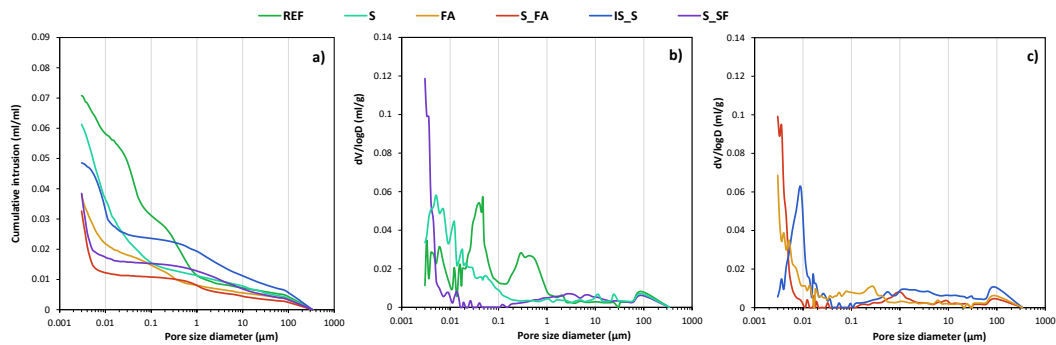 REF S FA S_FA IS_S S_SF
a)
Cumulative intrusion (ml/ml)
0.09
0.08
0.07
0.06
0.05
0.04
0.03
0.02
0.01
0
0.001 0.01 0.1 1 10 100 1000
Pore size diameter (µm)
b)
dV/logD (ml/g)
0.14
0.12
0.1
0.08
0.06
0.04
0.02
0
0.001 0.01 0.1 1 10 100 1000
Pore size diameter (µm)
c)
dV/logD (ml/g)
0.14
0.12
0.1
0.08
0.06
0.04
0.02
0
0.001 0.01 0.1 1 10 100 1000
Pore size diameter (µm)